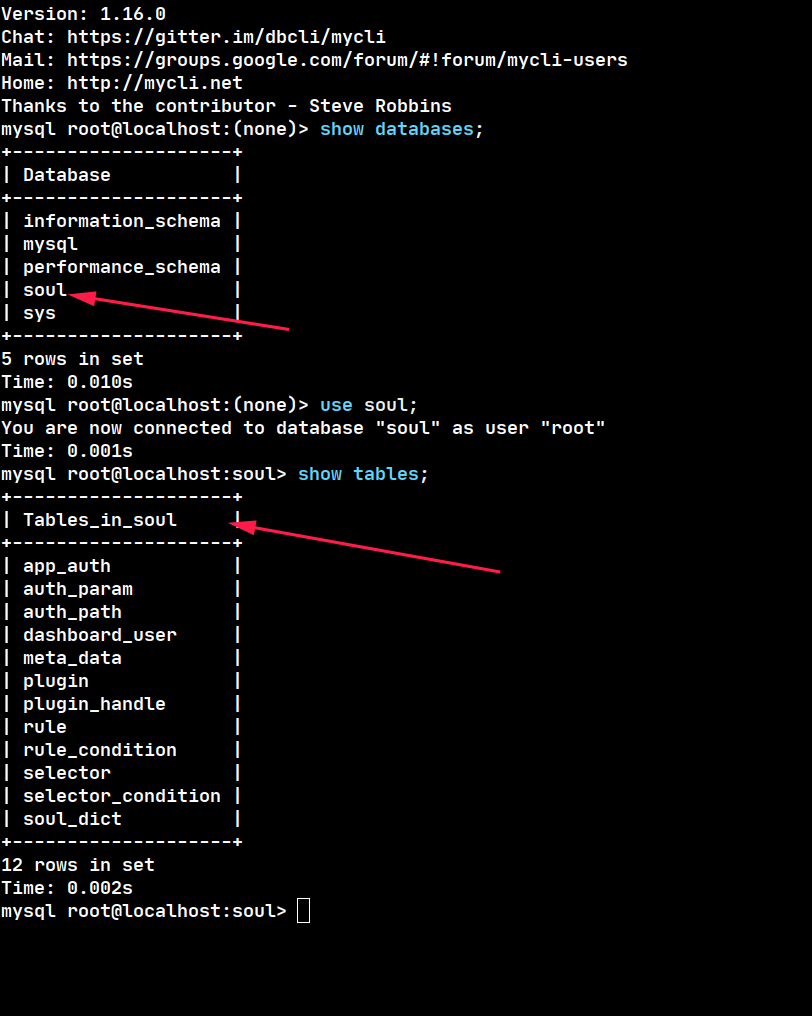 Version: 1.16.0
Chat: https://gitter.im/dbcli/mycli
Mail: https://groups.google.com/forum/#!forum/mycli-users
Home: http://mycli.net
Thanks to the contributor - Steve Robbins
mysql root@localhost:(none)> show databases;
+--------------------+
| Database           |
+--------------------+
| information_schema |
| mysql              |
| performance_schema |
| soul               |
| sys                |
+--------------------+
5 rows in set
Time: 0.010s
mysql root@localhost:(none)> use soul;
You are now connected to database "soul" as user "root"
Time: 0.001s
mysql root@localhost:soul> show tables;
+--------------------+
| Tables_in_soul     |
+--------------------+
| app_auth           |
| auth_param         |
| auth_path          |
| dashboard_user     |
| meta_data          |
| plugin             |
| plugin_handle      |
| rule               |
| rule_condition     |
| selector           |
| selector_condition |
| soul_dict          |
+--------------------+
12 rows in set
Time: 0.002s
mysql root@localhost:soul>